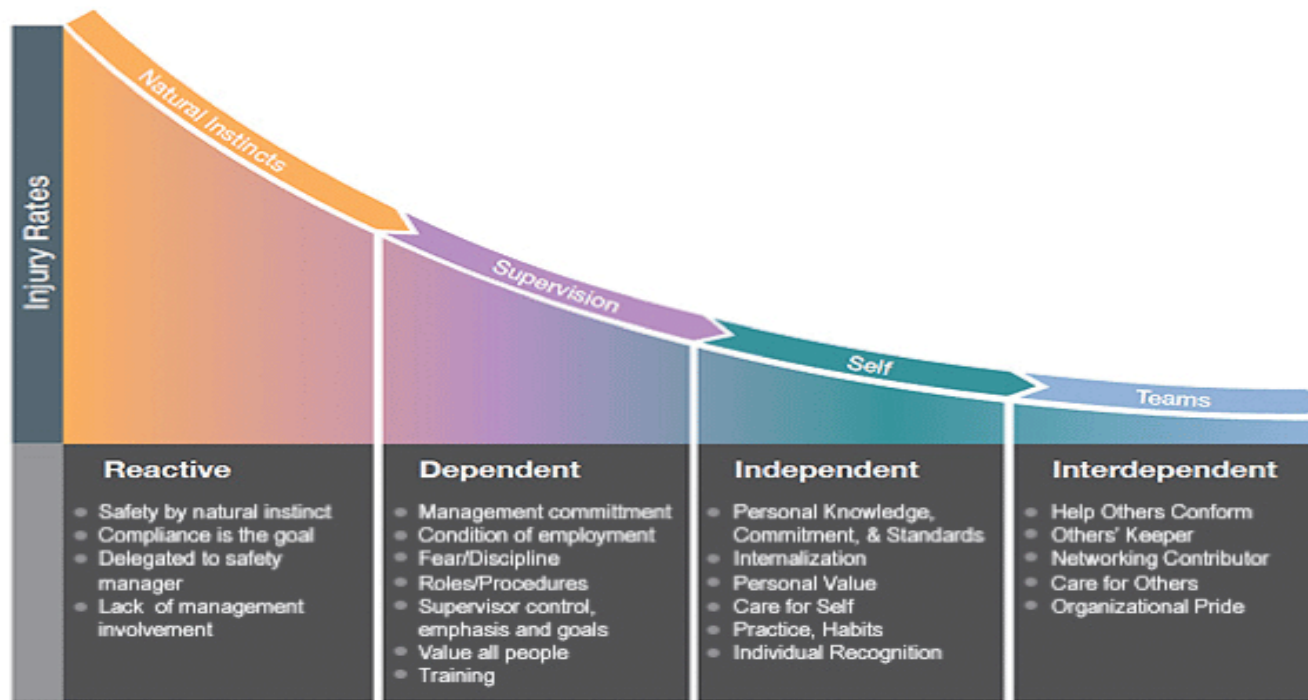 Injury Rates
Natural Instincts
Supervision
Self
Teams
Reactive
Safety by natural instinct
Compliance is the goal
Delegated to safety
manager
Lack of management
involvement
Dependent
Management committment
Condition of employment
Fear/Discipline
Roles/Procedures
Supervisor control,
emphasis and goals
Value all people
Training
Independent
Personal Knowledge,
Commitment, & Standards
Internalization
Personal Value
Care for Self
Practice, Habits
Individual Recognition
Interdependent
Help Others Conform
Others' Keeper
Networking Contributor
Care for Others
Organizational Pride